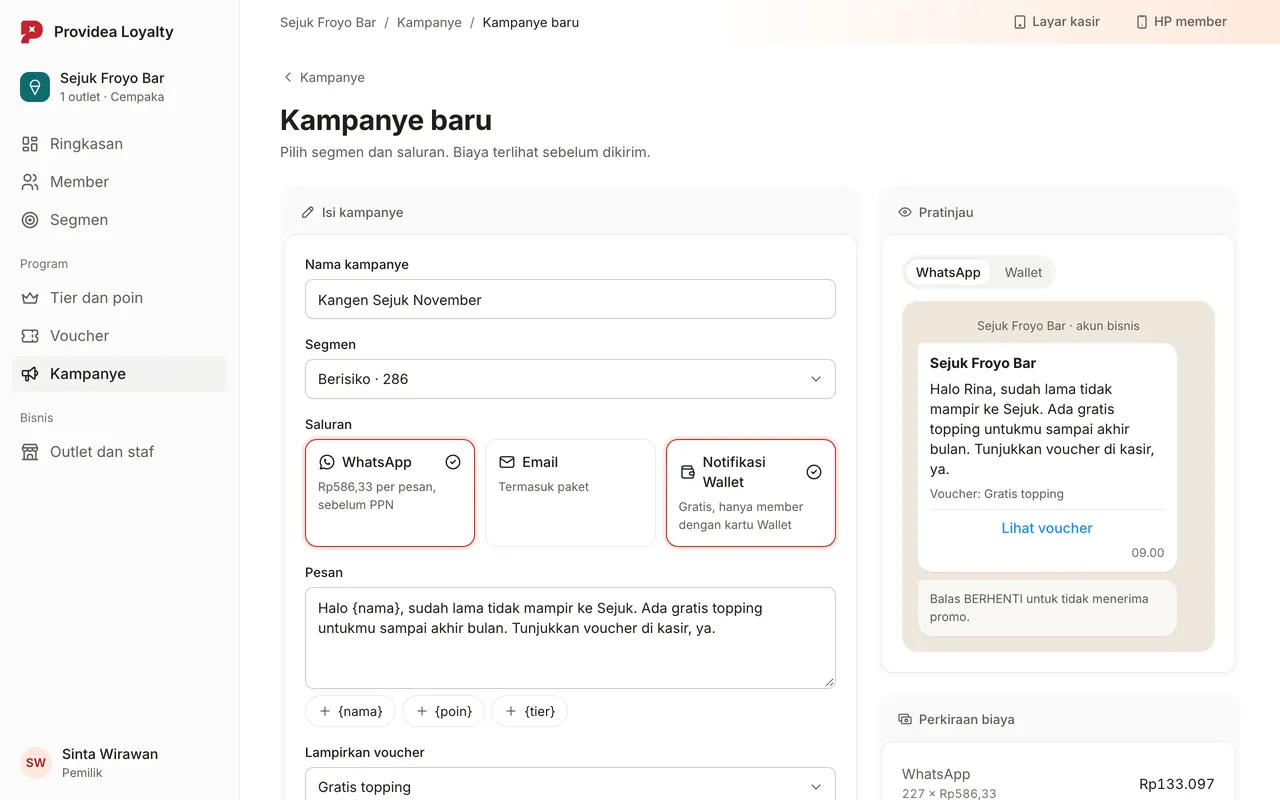 Providea Loyalty
Sejuk Froyo Bar
1 outlet · Cempaka
Ringkasan
Member
Segmen
Program
Tier dan poin
Voucher
Kampanye
Bisnis
Outlet dan staf
SW
Sinta Wirawan
Pemilik
Sejuk Froyo Bar / Kampanye / Kampanye baru
Layar kasir
HP member
Kampanye
Kampanye baru
Pilih segmen dan saluran. Biaya terlihat sebelum dikirim.
Isi kampanye
Nama kampanye
Kangen Sejuk November
Segmen
Berisiko · 286
Saluran
WhatsApp
Rp586,33 per pesan,
sebelum PPN
Email
Termasuk paket
Notifikasi
Wallet
Gratis, hanya member
dengan kartu Wallet
Pesan
Halo {nama}, sudah lama tidak mampir ke Sejuk. Ada gratis topping
untukmu sampai akhir bulan. Tunjukkan voucher di kasir, ya.
+ {nama}
+ {poin}
+ {tier}
Lampirkan voucher
Gratis topping
Pratinjau
WhatsApp
Wallet
Sejuk Froyo Bar · akun bisnis
Sejuk Froyo Bar
Halo Rina, sudah lama tidak
mampir ke Sejuk. Ada gratis
topping untukmu sampai akhir
bulan. Tunjukkan voucher di kasir,
ya.
Voucher: Gratis topping
Lihat voucher
09.00
Balas BERHENTI untuk tidak menerima
promo.
Perkiraan biaya
WhatsApp
227 × Rp586,33
Rp133.097